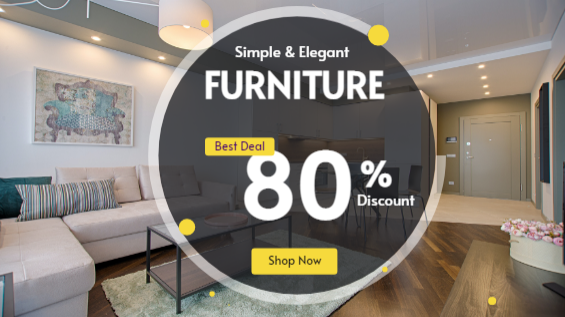 Simple & Elegant
FURNITURE
Best Deal
80%
Discount
Shop Now